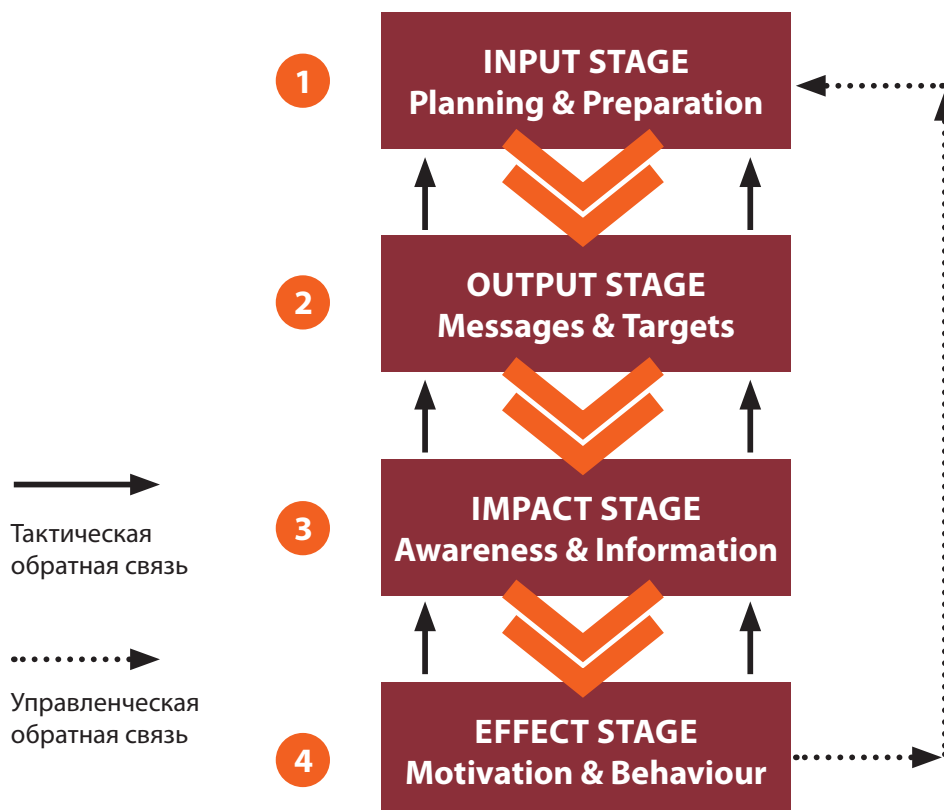 1
INPUT STAGE
Planning & Preparation
2
OUTPUT STAGE
Messages & Targets
3
IMPACT STAGE
Awareness & Information
Тактическая
обратная связь
Управленческая
обратная связь
4
EFFECT STAGE
Motivation & Behaviour